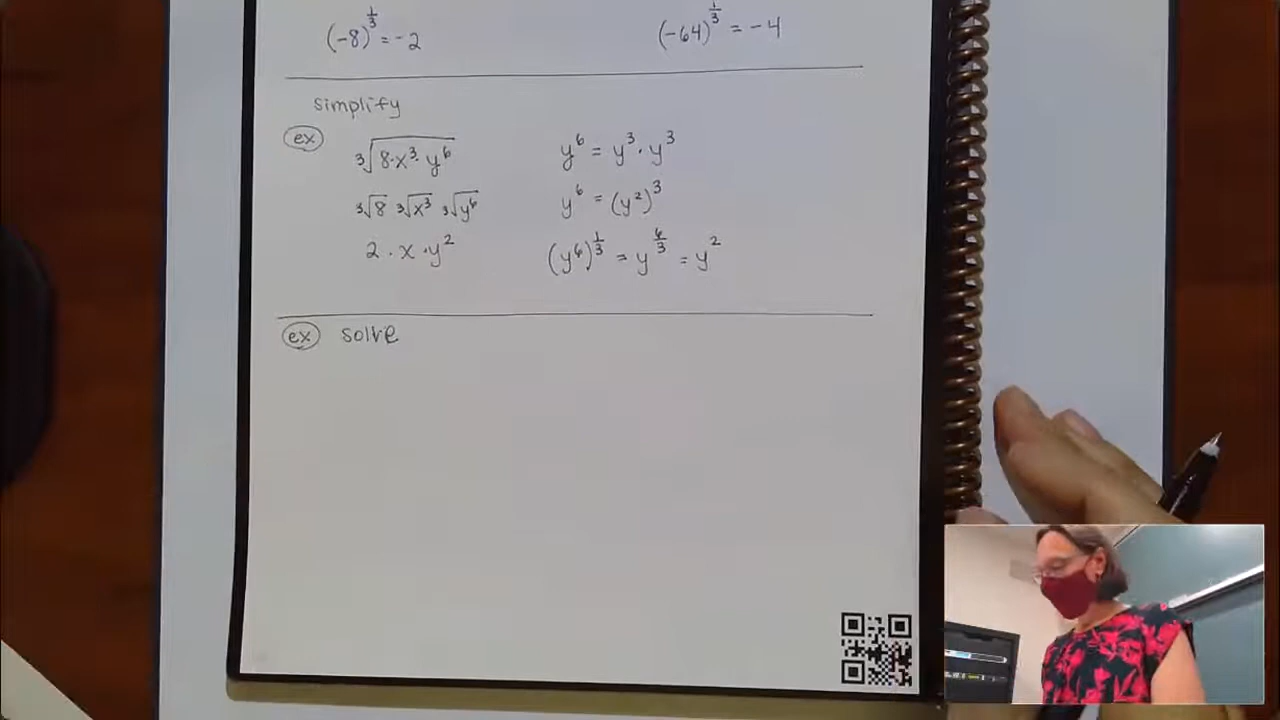 (-8)^{1/3} = -2    (-64)^{1/3} = -4
simplify
ex  ∛(8·x³·y⁶)    y⁶ = y³·y³
∛8 ∛x³ ∛y⁶    y⁶ = (y²)³
2·x·y²    (y⁶)^{1/3} = y^{6/3} = y²
ex solve